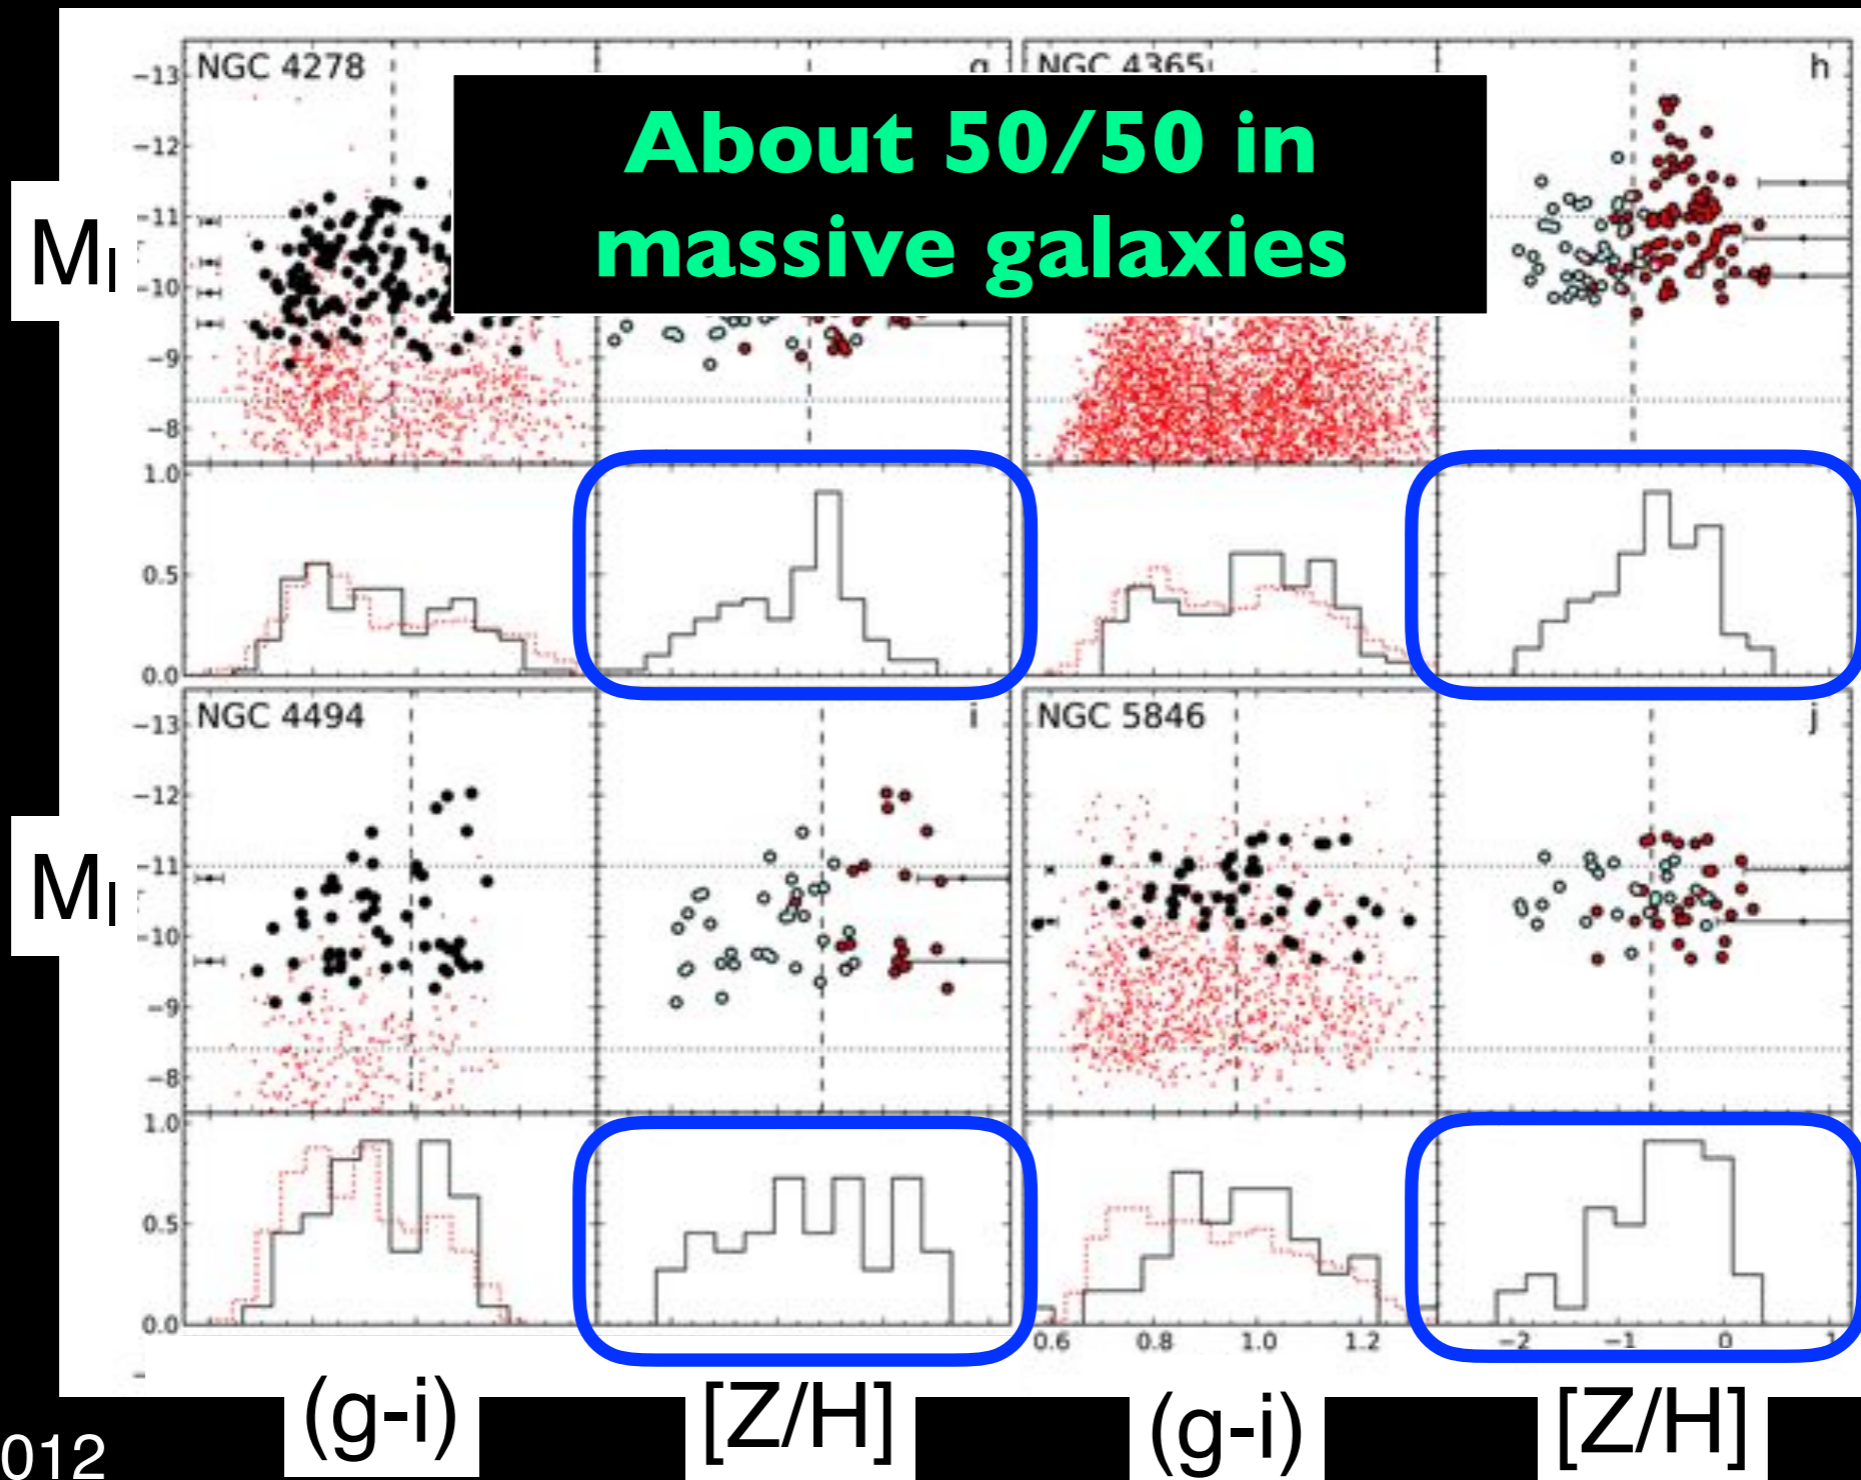 NGC 4278
NGC 4365
h
About 50/50 in
massive galaxies
−13
−12
−11
−10
−9
−8
M_I
1.0
0.5
0.0
NGC 4494
i
NGC 5846
j
−13
−12
−11
−10
−9
−8
M_I
1.0
0.5
0.0
0.6 0.8 1.0 1.2 −2 −1 0 1
(g-i) [Z/H] (g-i) [Z/H]
012